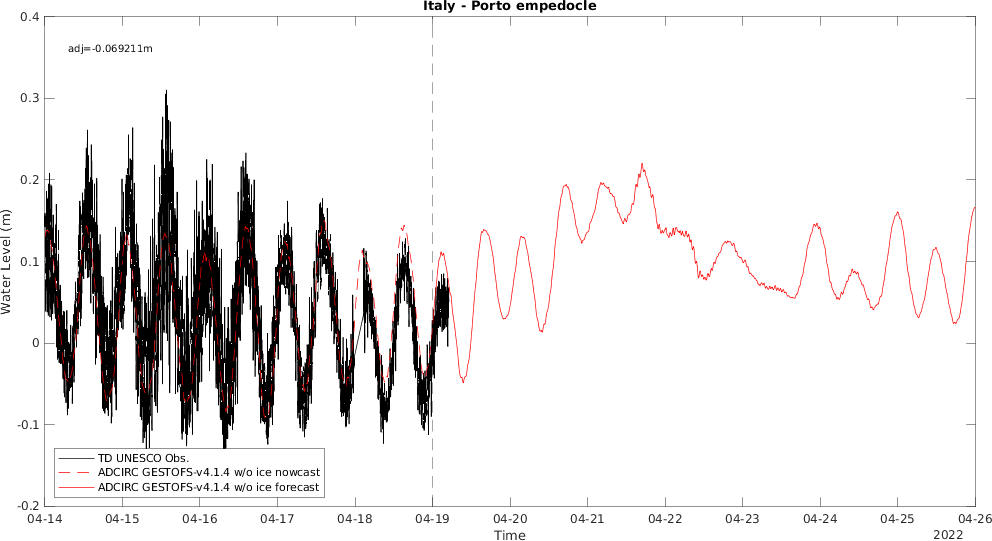 Italy - Porto empedocle
adj=-0.069211m
Water Level (m)
0.4
0.3
0.2
0.1
0
-0.1
-0.2
TD UNESCO Obs.
ADCIRC GESTOFS-v4.1.4 w/o ice nowcast
ADCIRC GESTOFS-v4.1.4 w/o ice forecast
04-14 04-15 04-16 04-17 04-18 04-19 04-20 04-21 04-22 04-23 04-24 04-25 04-26
Time
2022